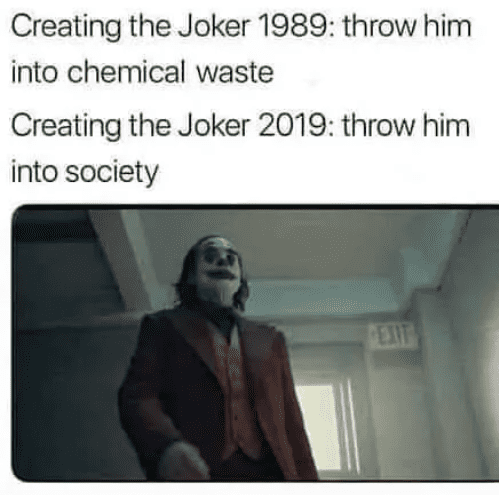 Creating the Joker 1989: throw him
into chemical waste
Creating the Joker 2019: throw him
into society
EXIT